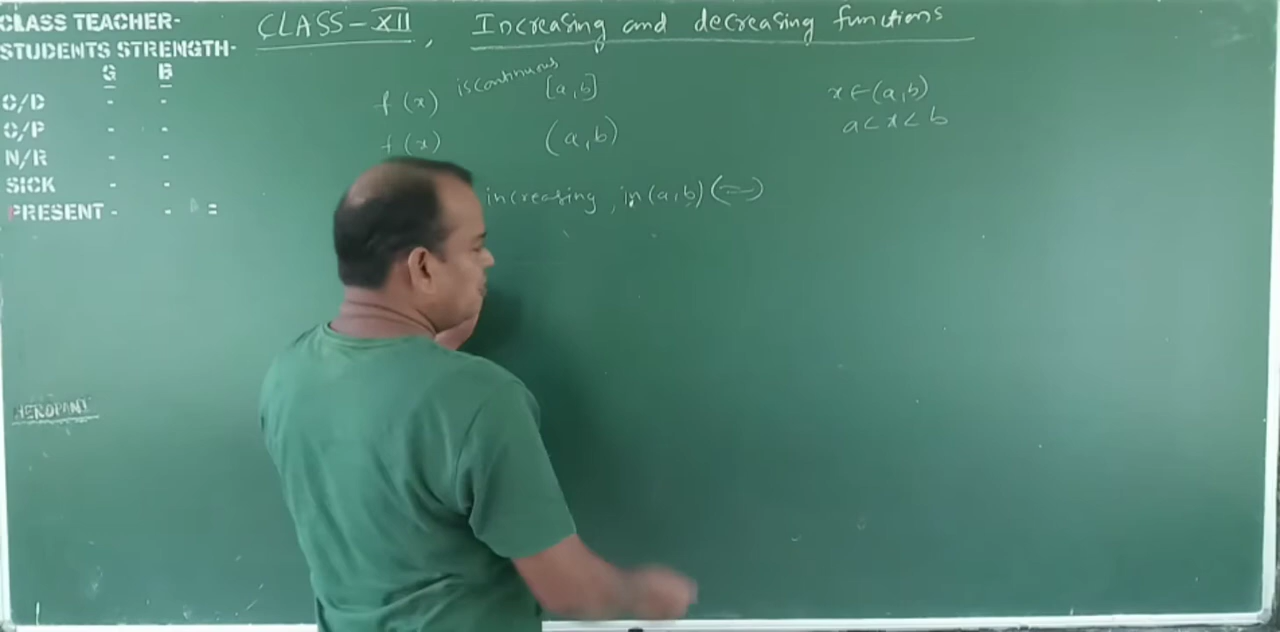 CLASS TEACHER-
STUDENTS STRENGTH-
G B
O/D - -
O/P - -
N/R - -
SICK - -
PRESENT - - =
HEROPANT
CLASS-XII, Increasing and decreasing functions
f(x) is continuous [a,b] x∈(a,b)
f(x) (a,b) a<x<b
increasing, in (a,b)